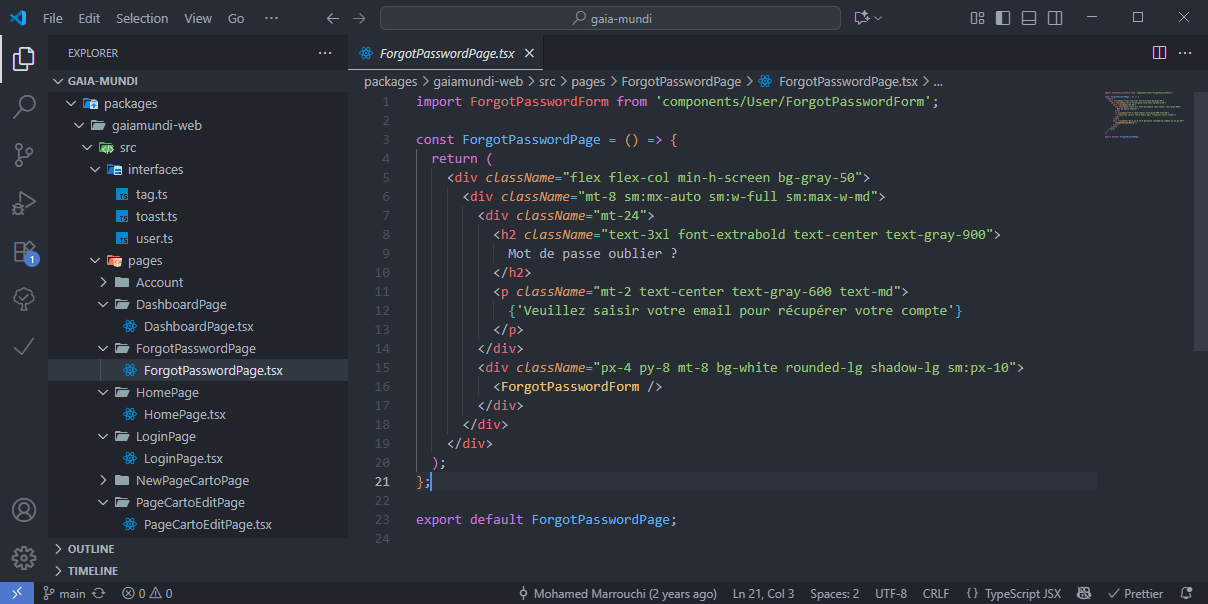 File Edit Selection View Go ··· gaia-mundi
EXPLORER ···
GAIA-MUNDI
packages
gaiamundi-web
src
interfaces
tag.ts
toast.ts
user.ts
pages
Account
DashboardPage
DashboardPage.tsx
ForgotPasswordPage
ForgotPasswordPage.tsx
HomePage
HomePage.tsx
LoginPage
LoginPage.tsx
NewPageCartoPage
PageCartoEditPage
PageCartoEditPage.tsx
OUTLINE
TIMELINE
1
ForgotPasswordPage.tsx
packages > gaiamundi-web > src > pages > ForgotPasswordPage > ForgotPasswordPage.tsx > ...
1 import ForgotPasswordForm from 'components/User/ForgotPasswordForm';
2
3 const ForgotPasswordPage = () => {
4 return (
5 <div className="flex flex-col min-h-screen bg-gray-50">
6 <div className="mt-8 sm:mx-auto sm:w-full sm:max-w-md">
7 <div className="mt-24">
8 <h2 className="text-3xl font-extrabold text-center text-gray-900">
9 Mot de passe oublier ?
10 </h2>
11 <p className="mt-2 text-center text-gray-600 text-md">
12 {'Veuillez saisir votre email pour récupérer votre compte'}
13 </p>
14 </div>
15 <div className="px-4 py-8 mt-8 bg-white rounded-lg shadow-lg sm:px-10">
16 <ForgotPasswordForm />
17 </div>
18 </div>
19 </div>
20 );
21 };
22
23 export default ForgotPasswordPage;
24
main 0 0 Mohamed Marrouchi (2 years ago) Ln 21, Col 3 Spaces: 2 UTF-8 CRLF {} TypeScript JSX Prettier